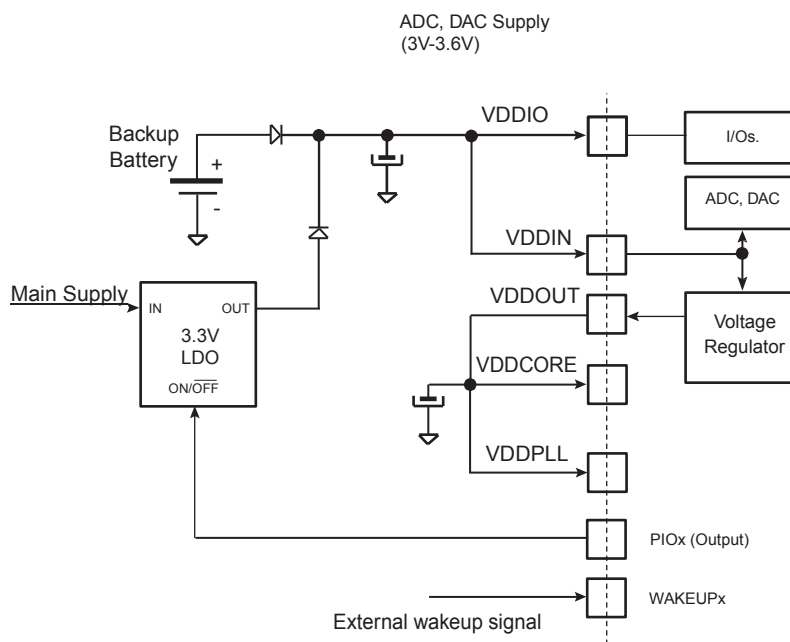 ADC, DAC Supply
(3V-3.6V)
VDDIO
I/Os.
Backup
Battery
+
-
ADC, DAC
VDDIN
Main Supply
IN
OUT
3.3V
LDO
ON/OFF
VDDOUT
Voltage
Regulator
VDDCORE
VDDPLL
PIOx (Output)
WAKEUPx
External wakeup signal